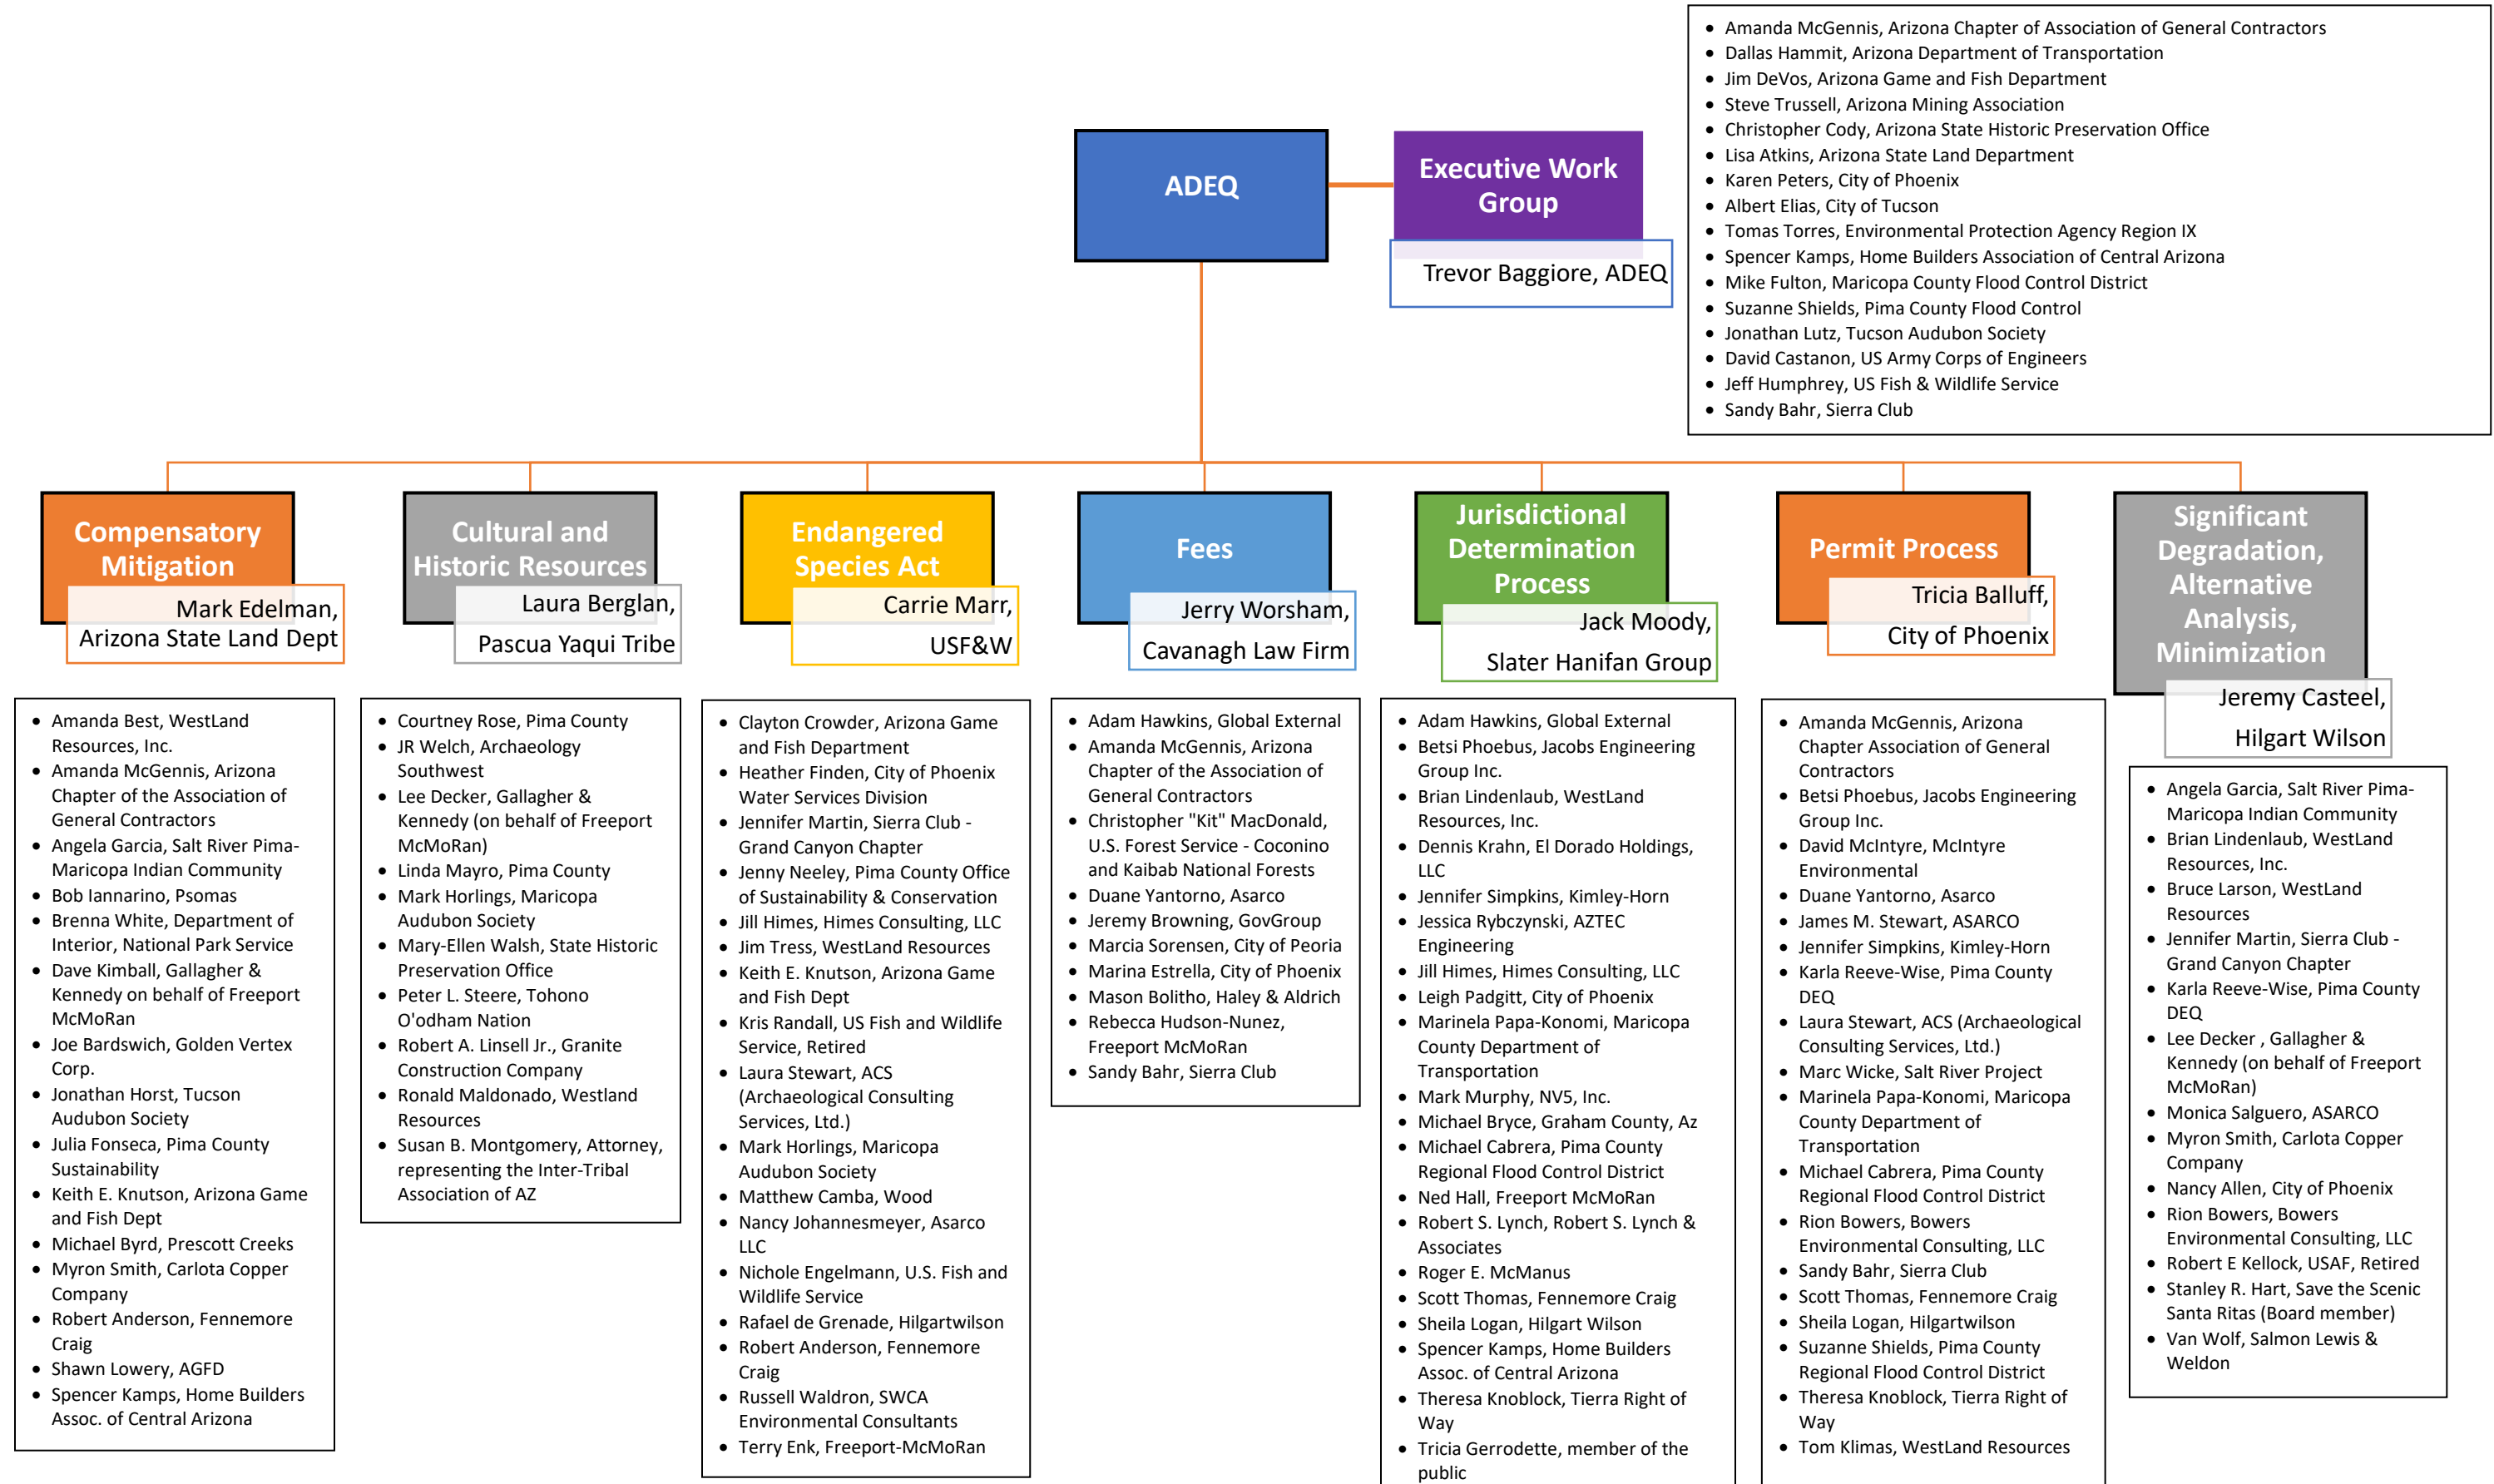 • Amanda McGennis, Arizona Chapter of Association of General Contractors
• Dallas Hammit, Arizona Department of Transportation
• Jim DeVos, Arizona Game and Fish Department
• Steve Trussell, Arizona Mining Association
• Christopher Cody, Arizona State Historic Preservation Office
• Lisa Atkins, Arizona State Land Department
• Karen Peters, City of Phoenix
• Albert Elias, City of Tucson
• Tomas Torres, Environmental Protection Agency Region IX
• Spencer Kamps, Home Builders Association of Central Arizona
• Mike Fulton, Maricopa County Flood Control District
• Suzanne Shields, Pima County Flood Control
• Jonathan Lutz, Tucson Audubon Society
• David Castanon, US Army Corps of Engineers
• Jeff Humphrey, US Fish & Wildlife Service
• Sandy Bahr, Sierra Club
ADEQ
Executive Work
Group
Trevor Baggiore, ADEQ
Compensatory
Mitigation
Mark Edelman,
Arizona State Land Dept
• Amanda Best, WestLand
Resources, Inc.
• Amanda McGennis, Arizona
Chapter of the Association of
General Contractors
• Angela Garcia, Salt River Pima-
Maricopa Indian Community
• Bob Iannarino, Psomas
• Brenna White, Department of
Interior, National Park Service
• Dave Kimball, Gallagher &
Kennedy on behalf of Freeport
McMoRan
• Joe Bardswich, Golden Vertex
Corp.
• Jonathan Horst, Tucson
Audubon Society
• Julia Fonseca, Pima County
Sustainability
• Keith E. Knutson, Arizona Game
and Fish Dept
• Michael Byrd, Prescott Creeks
• Myron Smith, Carlota Copper
Company
• Robert Anderson, Fennemore
Craig
• Shawn Lowery, AGFD
• Spencer Kamps, Home Builders
Assoc. of Central Arizona
Cultural and
Historic Resources
Laura Berglan,
Pascua Yaqui Tribe
• Courtney Rose, Pima County
• JR Welch, Archaeology
Southwest
• Lee Decker, Gallagher &
Kennedy (on behalf of Freeport
McMoRan)
• Linda Mayro, Pima County
• Mark Horlings, Maricopa
Audubon Society
• Mary-Ellen Walsh, State Historic
Preservation Office
• Peter L. Steere, Tohono
O'odham Nation
• Robert A. Linsell Jr., Granite
Construction Company
• Ronald Maldonado, Westland
Resources
• Susan B. Montgomery, Attorney,
representing the Inter-Tribal
Association of AZ
Endangered
Species Act
Carrie Marr,
USF&W
• Clayton Crowder, Arizona Game
and Fish Department
• Heather Finden, City of Phoenix
Water Services Division
• Jennifer Martin, Sierra Club -
Grand Canyon Chapter
• Jenny Neeley, Pima County Office
of Sustainability & Conservation
• Jill Himes, Himes Consulting, LLC
• Jim Tress, WestLand Resources
• Keith E. Knutson, Arizona Game
and Fish Dept
• Kris Randall, US Fish and Wildlife
Service, Retired
• Laura Stewart, ACS
(Archaeological Consulting
Services, Ltd.)
• Mark Horlings, Maricopa
Audubon Society
• Matthew Camba, Wood
• Nancy Johannesmeyer, Asarco
LLC
• Nichole Engelmann, U.S. Fish and
Wildlife Service
• Rafael de Grenade, Hilgartwilson
• Robert Anderson, Fennemore
Craig
• Russell Waldron, SWCA
Environmental Consultants
• Terry Enk, Freeport-McMoRan
Fees
Jerry Worsham,
Cavanagh Law Firm
• Adam Hawkins, Global External
• Amanda McGennis, Arizona
Chapter of the Association of
General Contractors
• Christopher "Kit" MacDonald,
U.S. Forest Service - Coconino
and Kaibab National Forests
• Duane Yantorno, Asarco
• Jeremy Browning, GovGroup
• Marcia Sorensen, City of Peoria
• Marina Estrella, City of Phoenix
• Mason Bolitho, Haley & Aldrich
• Rebecca Hudson-Nunez,
Freeport McMoRan
• Sandy Bahr, Sierra Club
Jurisdictional
Determination
Process
Jack Moody,
Slater Hanifan Group
• Adam Hawkins, Global External
• Betsi Phoebus, Jacobs Engineering
Group Inc.
• Brian Lindenlaub, WestLand
Resources, Inc.
• Dennis Krahn, El Dorado Holdings,
LLC
• Jennifer Simpkins, Kimley-Horn
• Jessica Rybczynski, AZTEC
Engineering
• Jill Himes, Himes Consulting, LLC
• Leigh Padgitt, City of Phoenix
• Marinela Papa-Konomi, Maricopa
County Department of
Transportation
• Mark Murphy, NV5, Inc.
• Michael Bryce, Graham County, Az
• Michael Cabrera, Pima County
Regional Flood Control District
• Ned Hall, Freeport McMoRan
• Robert S. Lynch, Robert S. Lynch &
Associates
• Roger E. McManus
• Scott Thomas, Fennemore Craig
• Sheila Logan, Hilgart Wilson
• Spencer Kamps, Home Builders
Assoc. of Central Arizona
• Theresa Knoblock, Tierra Right of
Way
• Tricia Gerrodette, member of the
public
Permit Process
Tricia Balluff,
City of Phoenix
• Amanda McGennis, Arizona
Chapter Association of General
Contractors
• Betsi Phoebus, Jacobs Engineering
Group Inc.
• David McIntyre, McIntyre
Environmental
• Duane Yantorno, Asarco
• James M. Stewart, ASARCO
• Jennifer Simpkins, Kimley-Horn
• Karla Reeve-Wise, Pima County
DEQ
• Laura Stewart, ACS (Archaeological
Consulting Services, Ltd.)
• Marc Wicke, Salt River Project
• Marinela Papa-Konomi, Maricopa
County Department of
Transportation
• Michael Cabrera, Pima County
Regional Flood Control District
• Rion Bowers, Bowers
Environmental Consulting, LLC
• Sandy Bahr, Sierra Club
• Scott Thomas, Fennemore Craig
• Sheila Logan, Hilgartwilson
• Suzanne Shields, Pima County
Regional Flood Control District
• Theresa Knoblock, Tierra Right of
Way
• Tom Klimas, WestLand Resources
Significant
Degradation,
Alternative
Analysis,
Minimization
Jeremy Casteel,
Hilgart Wilson
• Angela Garcia, Salt River Pima-
Maricopa Indian Community
• Brian Lindenlaub, WestLand
Resources, Inc.
• Bruce Larson, WestLand
Resources
• Jennifer Martin, Sierra Club -
Grand Canyon Chapter
• Karla Reeve-Wise, Pima County
DEQ
• Lee Decker , Gallagher &
Kennedy (on behalf of Freeport
McMoRan)
• Monica Salguero, ASARCO
• Myron Smith, Carlota Copper
Company
• Nancy Allen, City of Phoenix
• Rion Bowers, Bowers
Environmental Consulting, LLC
• Robert E Kellock, USAF, Retired
• Stanley R. Hart, Save the Scenic
Santa Ritas (Board member)
• Van Wolf, Salmon Lewis &
Weldon